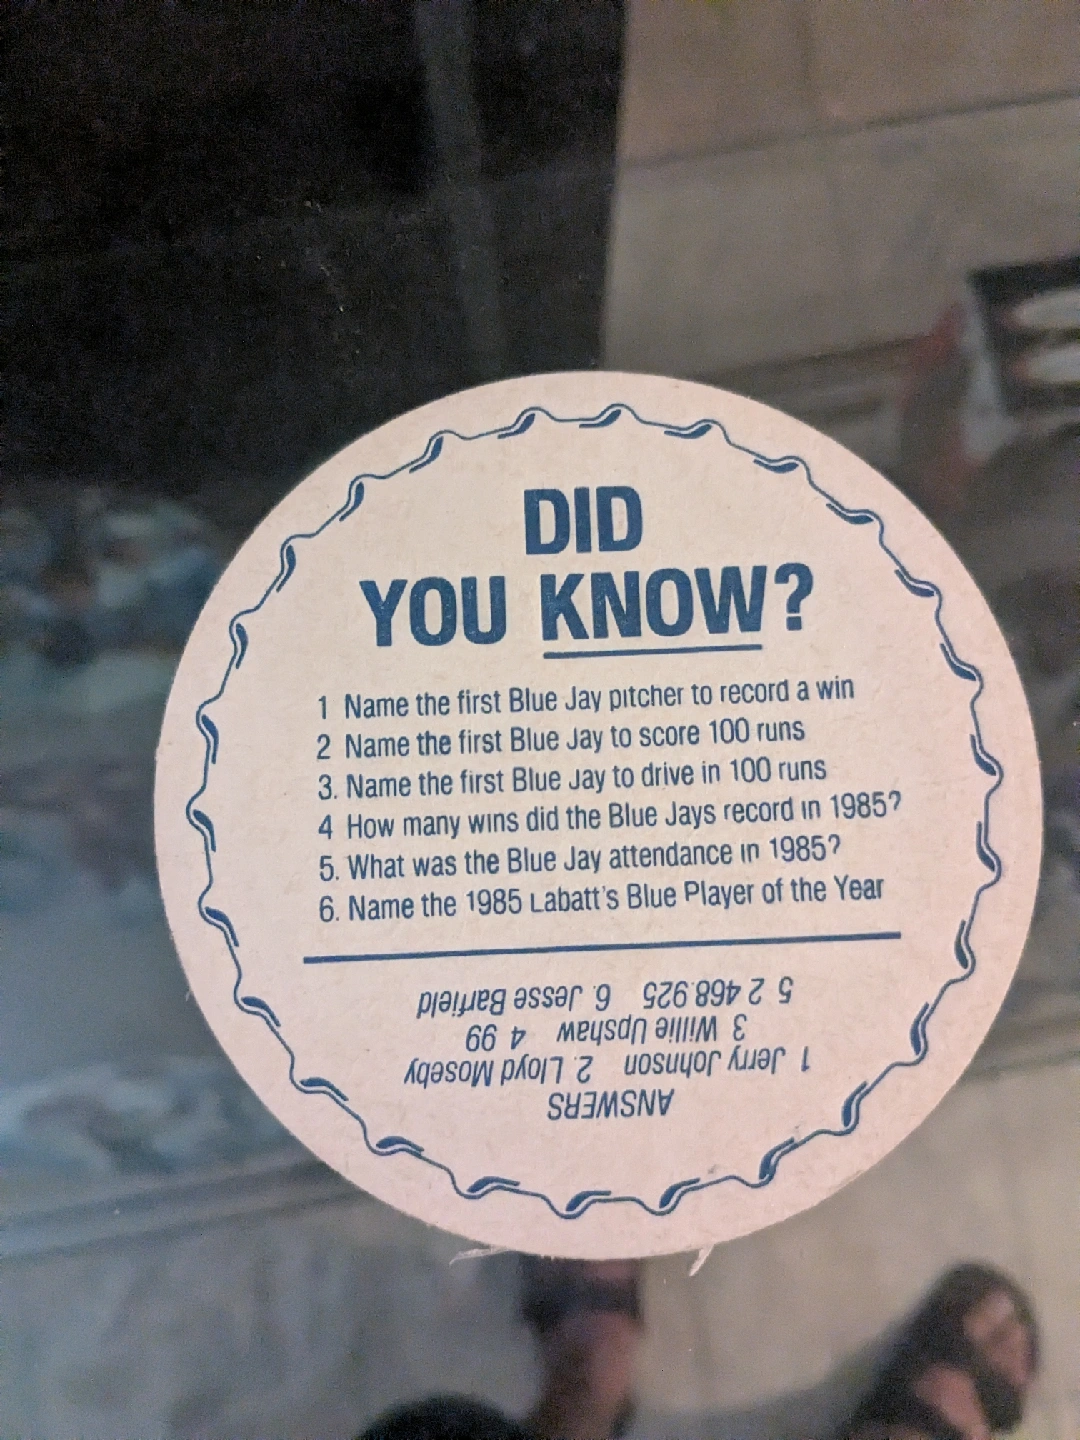 DID
YOU KNOW?
1 Name the first Blue Jay pitcher to record a win
2 Name the first Blue Jay to score 100 runs
3. Name the first Blue Jay to drive in 100 runs
4 How many wins did the Blue Jays record in 1985?
5. What was the Blue Jay attendance in 1985?
6. Name the 1985 Labatt's Blue Player of the Year
ANSWERS
1 Jerry Johnson 2. Lloyd Moseby
3 Willie Upshaw 4 99
5 2 468.925 6. Jesse Barfield